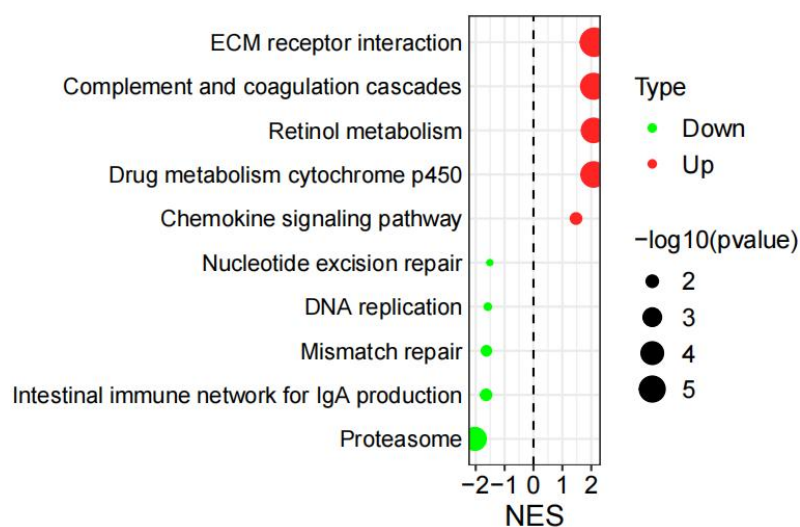 ECM receptor interaction
Complement and coagulation cascades
Retinol metabolism
Drug metabolism cytochrome p450
Chemokine signaling pathway
Nucleotide excision repair
DNA replication
Mismatch repair
Intestinal immune network for IgA production
Proteasome
−2 −1 0 1 2
NES
Type
Down
Up
−log10(pvalue)
2
3
4
5